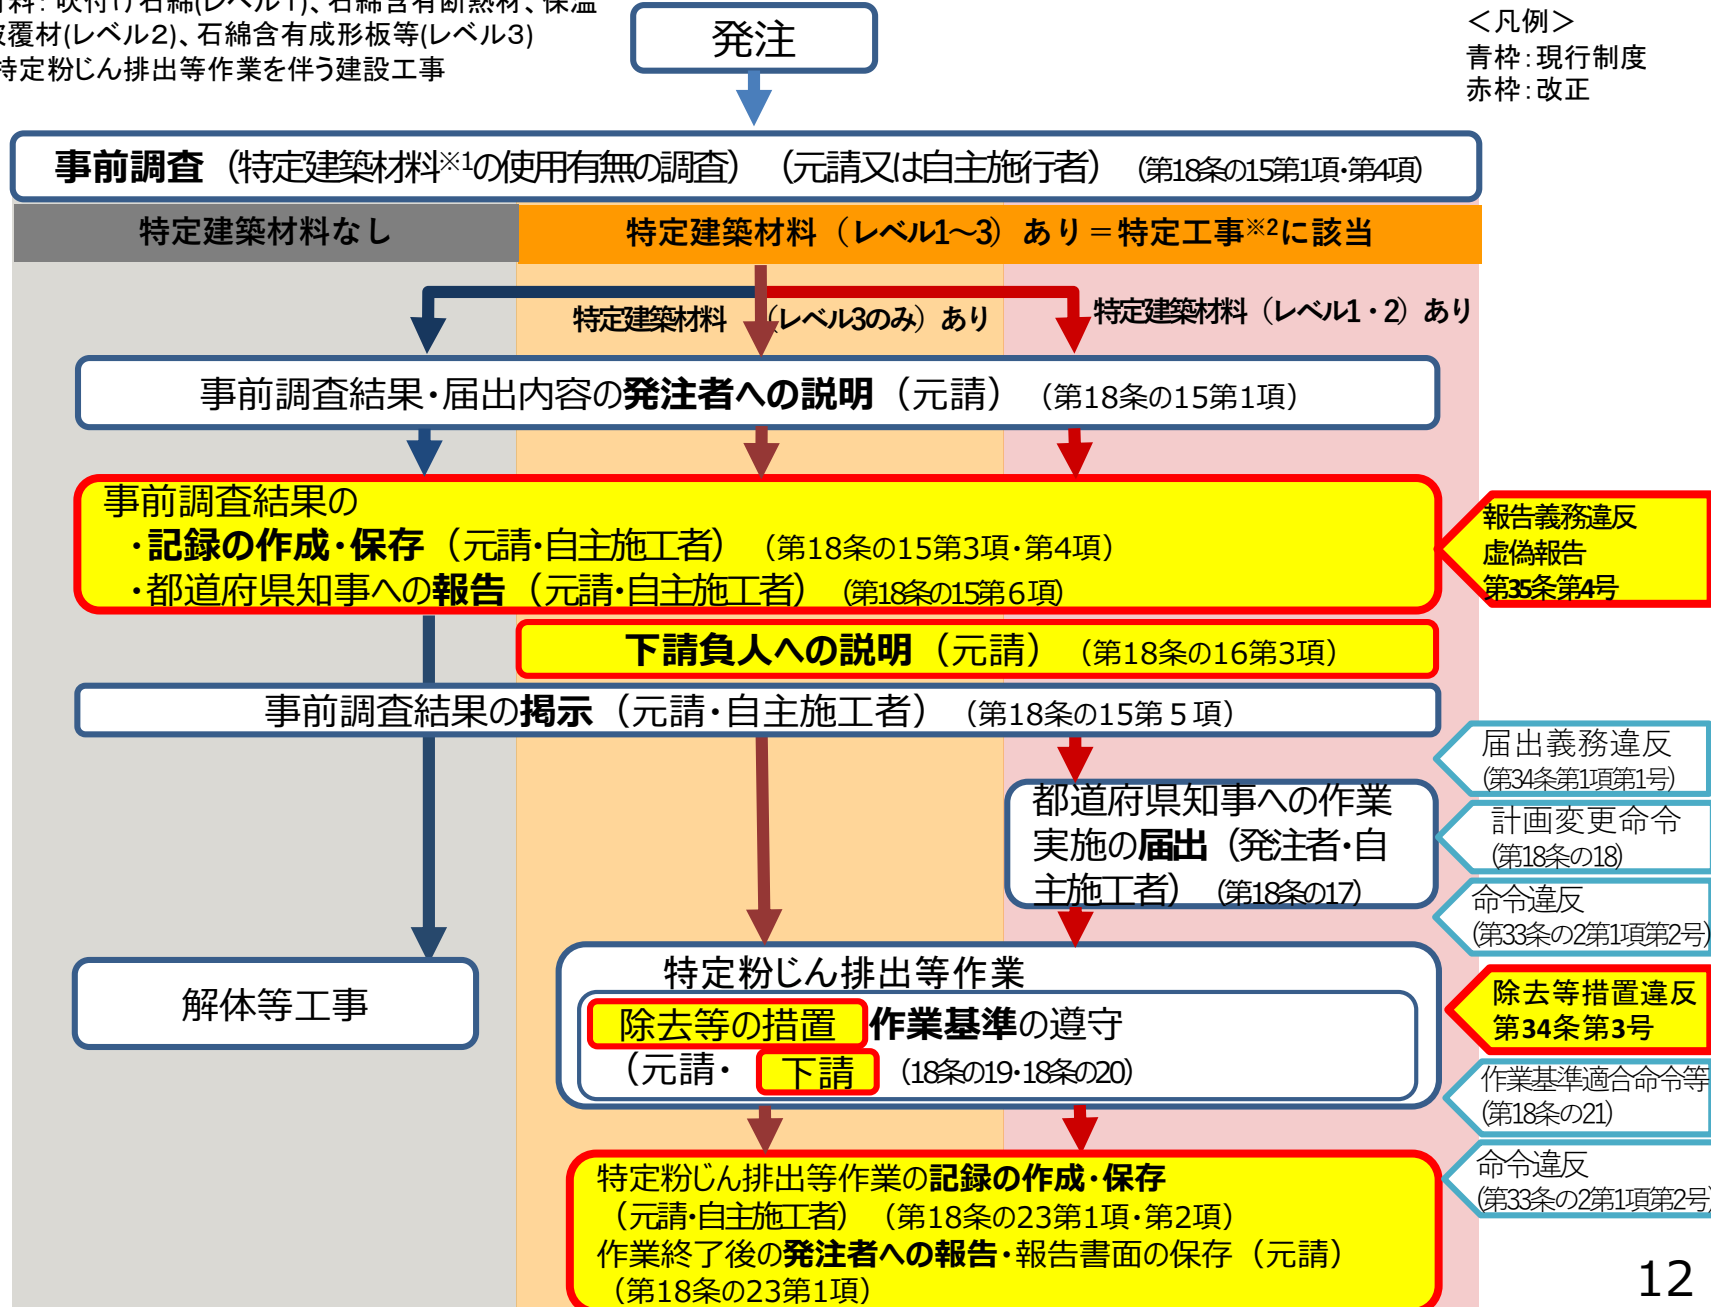 材料：吹付け石綿(レベル1)、石綿含有断熱材、保温
被覆材(レベル2)、石綿含有成形板等(レベル3)
特定粉じん排出等作業を伴う建設工事
発注
＜凡例＞
青枠：現行制度
赤枠：改正
事前調査（特定建築材料※1の使用有無の調査）（元請又は自主施行者）（第18条の15第1項・第4項）
特定建築材料なし
特定建築材料（レベル1～3）あり＝特定工事※2に該当
特定建築材料（レベル3のみ）あり
特定建築材料（レベル1・2）あり
事前調査結果・届出内容の発注者への説明（元請）（第18条の15第1項）
事前調査結果の
・記録の作成・保存（元請・自主施工者）（第18条の15第3項・第4項）
・都道府県知事への報告（元請・自主施工者）（第18条の15第６項）
報告義務違反
虚偽報告
第35条第4号
下請負人への説明（元請）（第18条の16第3項）
事前調査結果の掲示（元請・自主施工者）（第18条の15第５項）
届出義務違反
(第34条第1項第1号)
都道府県知事への作業
実施の届出（発注者・自
主施工者）（第18条の17）
計画変更命令
(第18条の18)
命令違反
(第33条の2第1項第2号)
解体等工事
特定粉じん排出等作業
除去等の措置 作業基準の遵守
（元請・ 下請 （18条の19・18条の20）
除去等措置違反
第34条第3号
作業基準適合命令等
(第18条の21)
命令違反
(第33条の2第1項第2号)
特定粉じん排出等作業の記録の作成・保存
（元請・自主施工者）（第18条の23第1項・第2項）
作業終了後の発注者への報告・報告書面の保存（元請）
（第18条の23第1項）
12